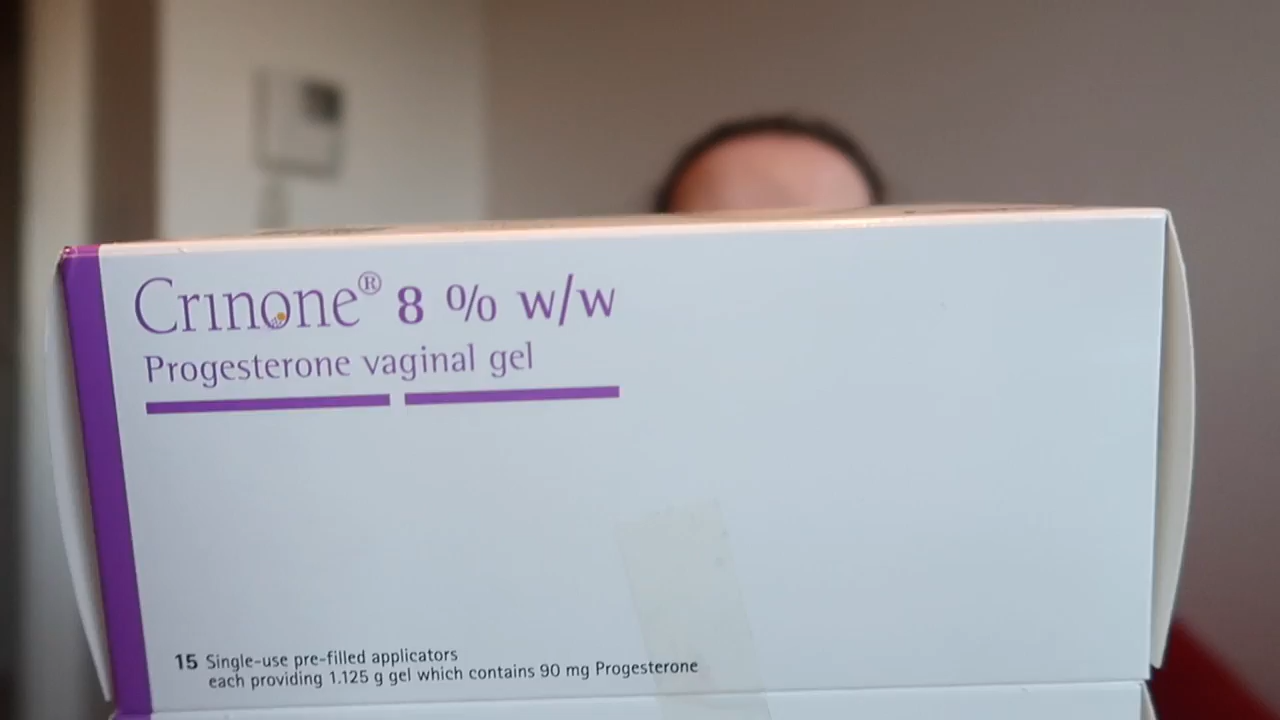 Crinone® 8 % w/w
Progesterone vaginal gel
15 Single-use pre-filled applicators
each providing 1.125 g gel which contains 90 mg Progesterone